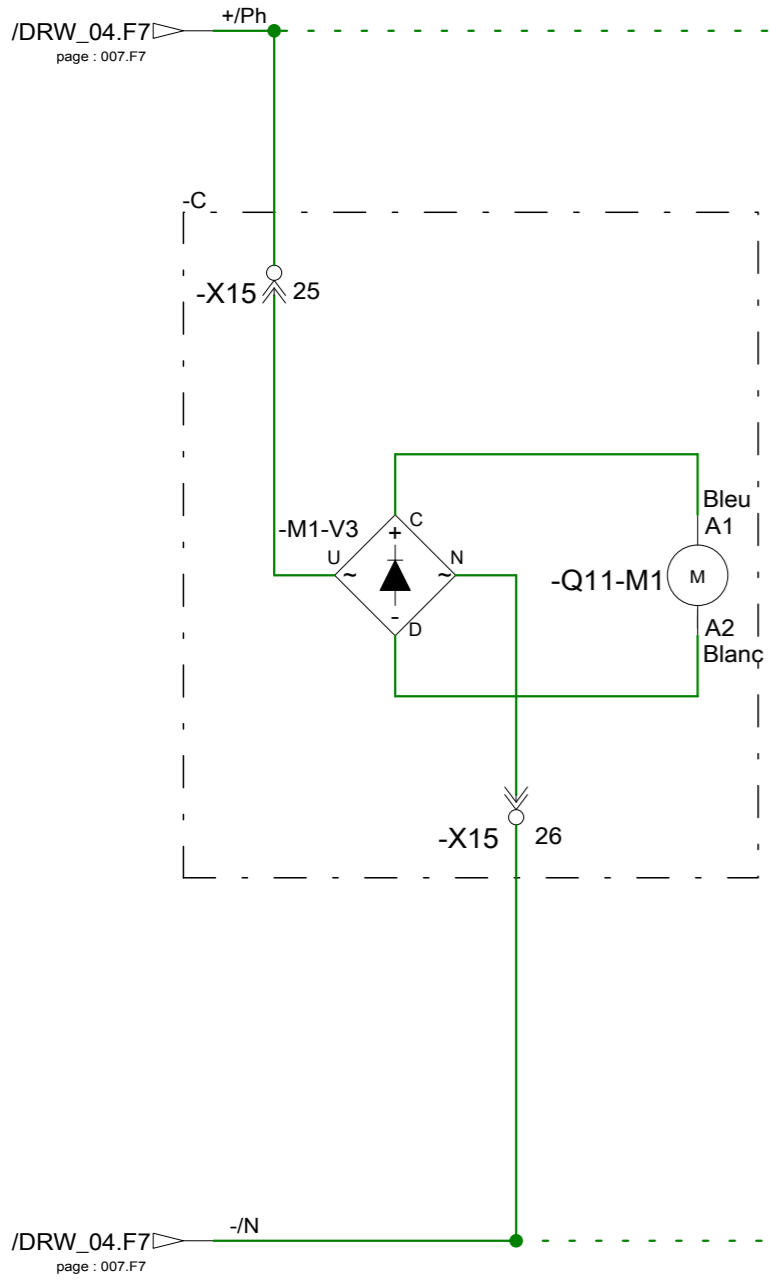 +/Ph
/DRW_04.F7
page : 007.F7
-C
-X15 25
Bleu
-M1-V3 C
A1
U + N
~ ~
-Q11-M1 M
-
D
A2
Blanc
-X15 26
-/N
/DRW_04.F7
page : 007.F7